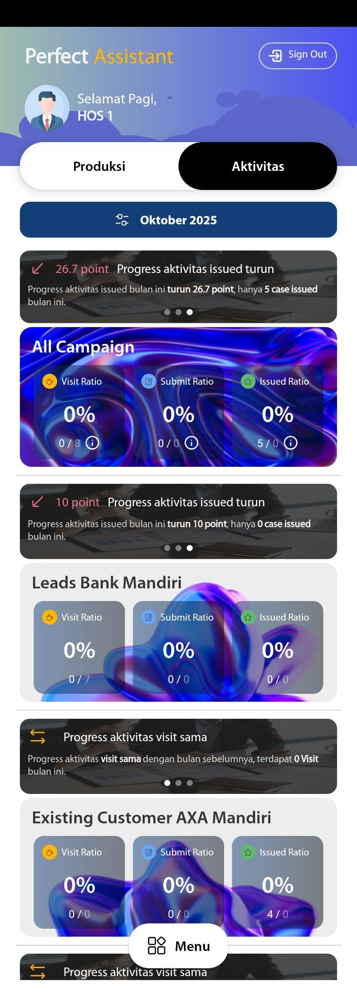 Perfect Assistant
Sign Out
Selamat Pagi,
HOS 1
Produksi
Aktivitas
Oktober 2025
26.7 point Progress aktivitas issued turun
Progress aktivitas issued bulan ini turun 26.7 point, hanya 5 case issued
bulan ini.
All Campaign
Visit Ratio
Submit Ratio
Issued Ratio
0%
0%
0%
0 / 8
0 / 0
5 / 0
10 point Progress aktivitas issued turun
Progress aktivitas issued bulan ini turun 10 point, hanya 0 case issued
bulan ini.
Leads Bank Mandiri
Visit Ratio
Submit Ratio
Issued Ratio
0%
0%
0%
0 / 7
0 / 0
0 / 0
Progress aktivitas visit sama
Progress aktivitas visit sama dengan bulan sebelumnya, terdapat 0 Visit
bulan ini.
Existing Customer AXA Mandiri
Visit Ratio
Submit Ratio
Issued Ratio
0%
0%
0%
0 / 0
0 / 0
4 / 0
Menu
Progress aktivitas visit sama